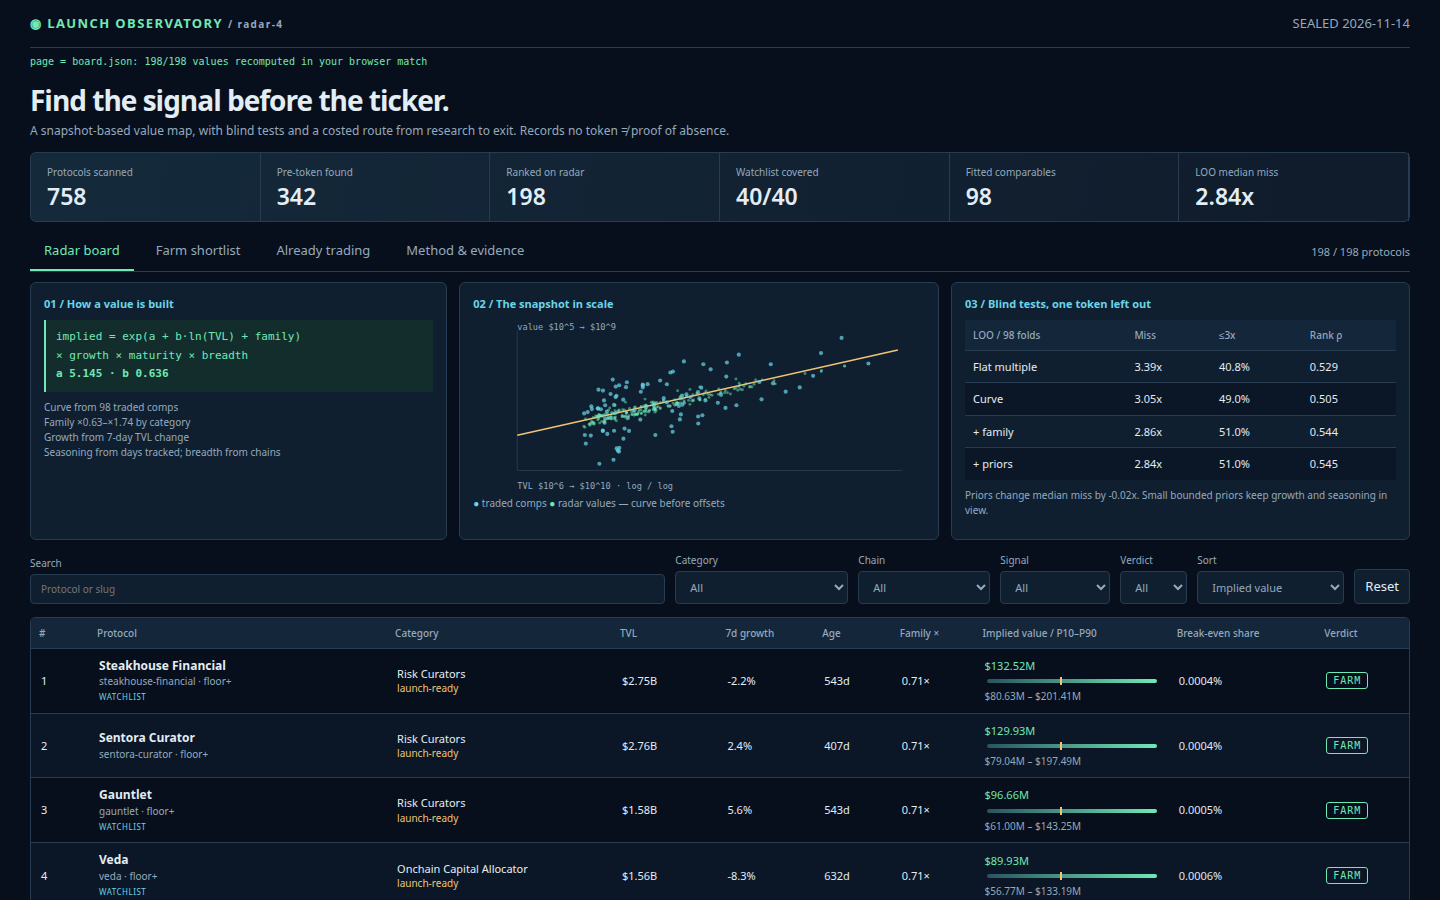 ◉ LAUNCH OBSERVATORY / radar-4
SEALED 2026-11-14
page = board.json: 198/198 values recomputed in your browser match
Find the signal before the ticker.
A snapshot-based value map, with blind tests and a costed route from research to exit. Records no token ≠ proof of absence.
Protocols scanned
758
Pre-token found
342
Ranked on radar
198
Watchlist covered
40/40
Fitted comparables
98
LOO median miss
2.84x
Radar board Farm shortlist Already trading Method & evidence
198 / 198 protocols
01 / How a value is built
implied = exp(a + b·ln(TVL) + family)
× growth × maturity × breadth
a 5.145 · b 0.636
Curve from 98 traded comps
Family ×0.63–×1.74 by category
Growth from 7-day TVL change
Seasoning from days tracked; breadth from chains
02 / The snapshot in scale
value $10^5 → $10^9
TVL $10^6 → $10^10 · log / log
● traded comps ● radar values — curve before offsets
03 / Blind tests, one token left out
LOO / 98 folds Miss ≤3x Rank ρ
Flat multiple 3.39x 40.8% 0.529
Curve 3.05x 49.0% 0.505
+ family 2.86x 51.0% 0.544
+ priors 2.84x 51.0% 0.545
Priors change median miss by -0.02x. Small bounded priors keep growth and seasoning in
view.
Search
Protocol or slug
Category
All
Chain
All
Signal
All
Verdict
All
Sort
Implied value
Reset
# Protocol Category TVL 7d growth Age Family × Implied value / P10–P90 Break-even share Verdict
1
Steakhouse Financial
steakhouse-financial · floor+
WATCHLIST
Risk Curators
launch-ready
$2.75B
-2.2%
543d
0.71×
$132.52M
$80.63M – $201.41M
0.0004%
FARM
2
Sentora Curator
sentora-curator · floor+
Risk Curators
launch-ready
$2.76B
2.4%
407d
0.71×
$129.93M
$79.04M – $197.49M
0.0004%
FARM
3
Gauntlet
gauntlet · floor+
WATCHLIST
Risk Curators
launch-ready
$1.58B
5.6%
543d
0.71×
$96.66M
$61.00M – $143.25M
0.0005%
FARM
4
Veda
veda · floor+
WATCHLIST
Onchain Capital Allocator
launch-ready
$1.56B
-8.3%
632d
0.71×
$89.93M
$56.77M – $133.19M
0.0006%
FARM